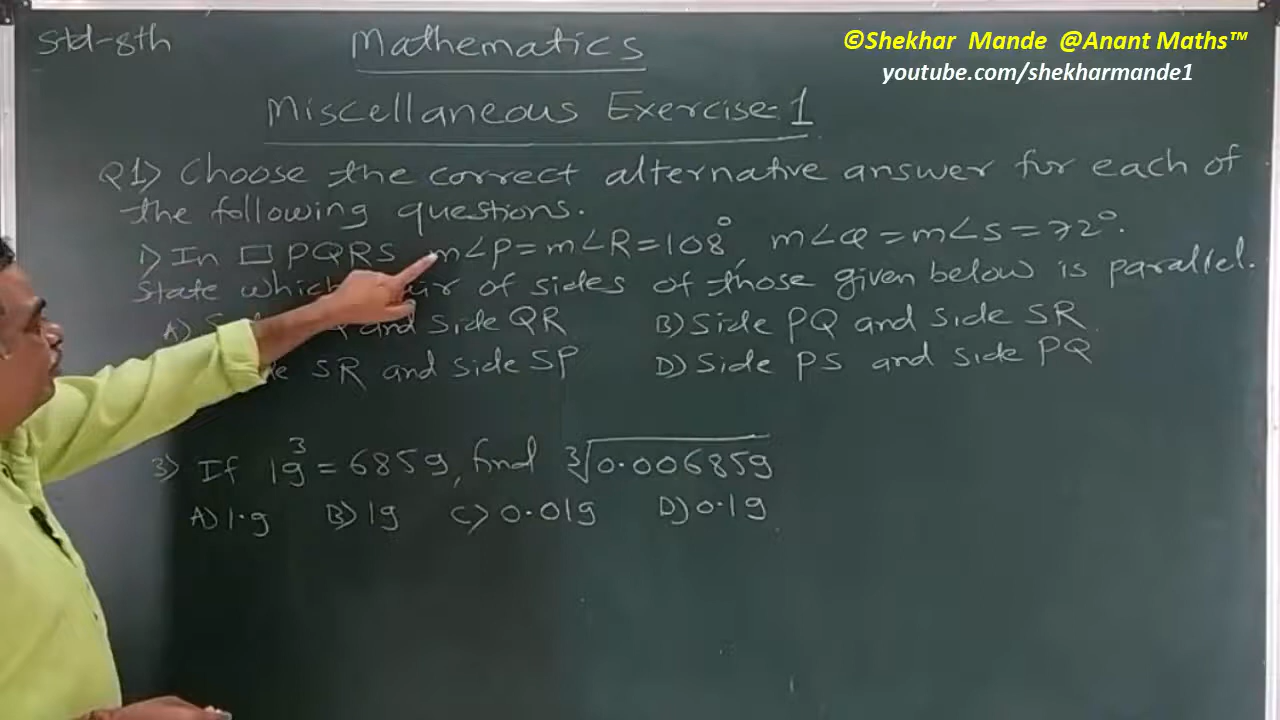 Std-8th
Mathematics
©Shekhar Mande @Anant Maths™
youtube.com/shekharmande1
Miscellaneous Exercise-1
Q1) Choose the correct alternative answer for each of
the following questions.
1) In □ PQRS m∠P = m∠R = 108°, m∠Q = m∠S = 72°.
State which of sides of those given below is parallel.
A) and side QR B) Side PQ and side SR
SR and side SP D) Side PS and side PQ
3) If 19³ = 6859, find ∛0.006859
A) 1.9 B) 19 C) 0.019 D) 0.19